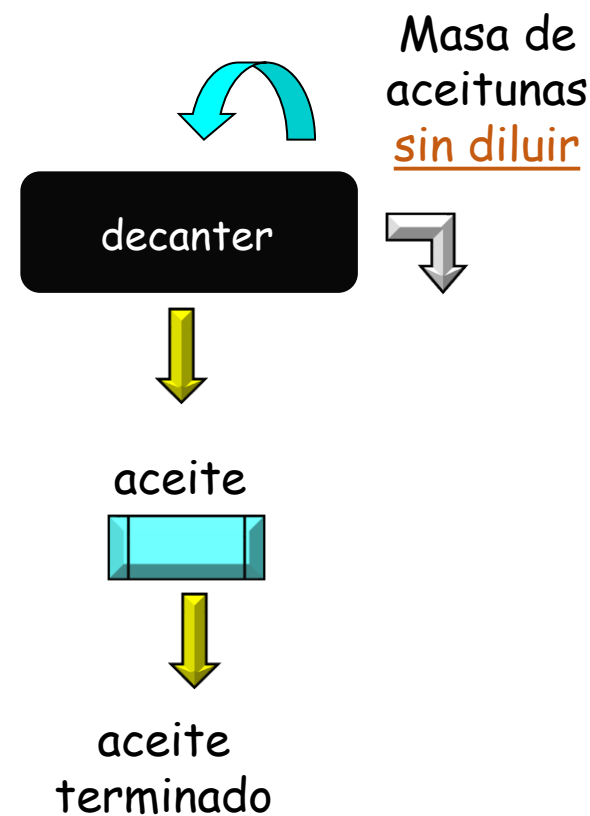 Masa de
aceitunas
sin diluir
decanter
aceite
aceite
terminado